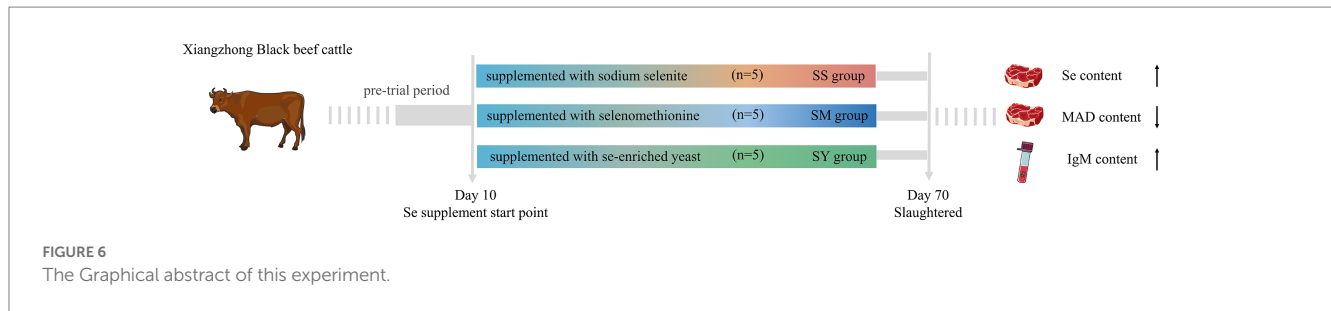 Xiangzhong Black beef cattle
pre-trial period
supplemented with sodium selenite (n=5) SS group
supplemented with selenomethionine (n=5) SM group
supplemented with se-enriched yeast (n=5) SY group
Day 10
Se supplement start point
Day 70
Slaughtered
Se content
MAD content
IgM content
FIGURE 6
The Graphical abstract of this experiment.